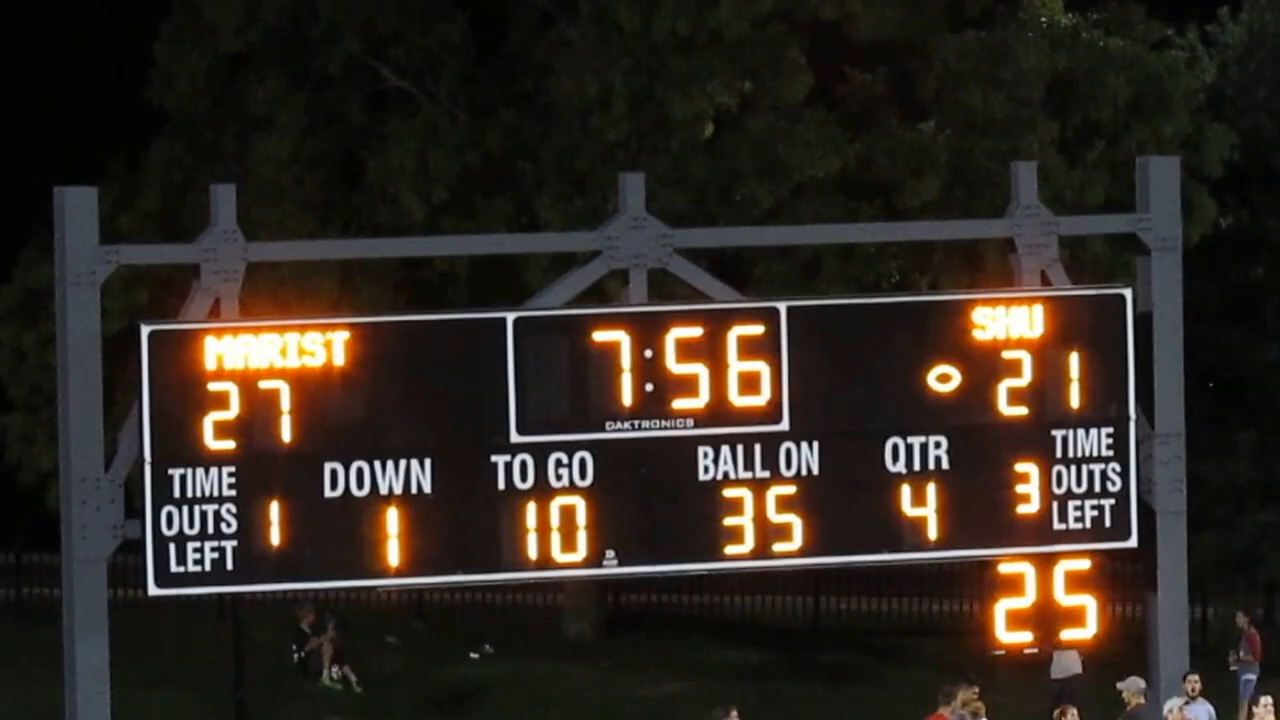 MARIST
27
7:56
DAKTRONICS
SHU
21
TIME
OUTS
LEFT
1
DOWN
1
TO GO
10
BALL ON
35
QTR
4
3
TIME
OUTS
LEFT
25